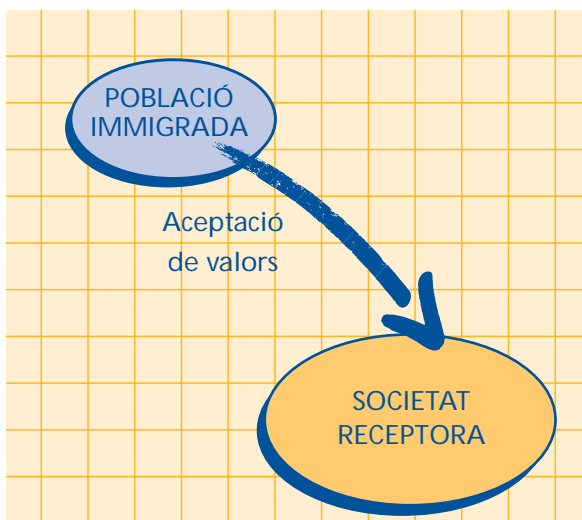 POBLACIÓ
IMMIGRADA
Aceptació
de valors
SOCIETAT
RECEPTORA